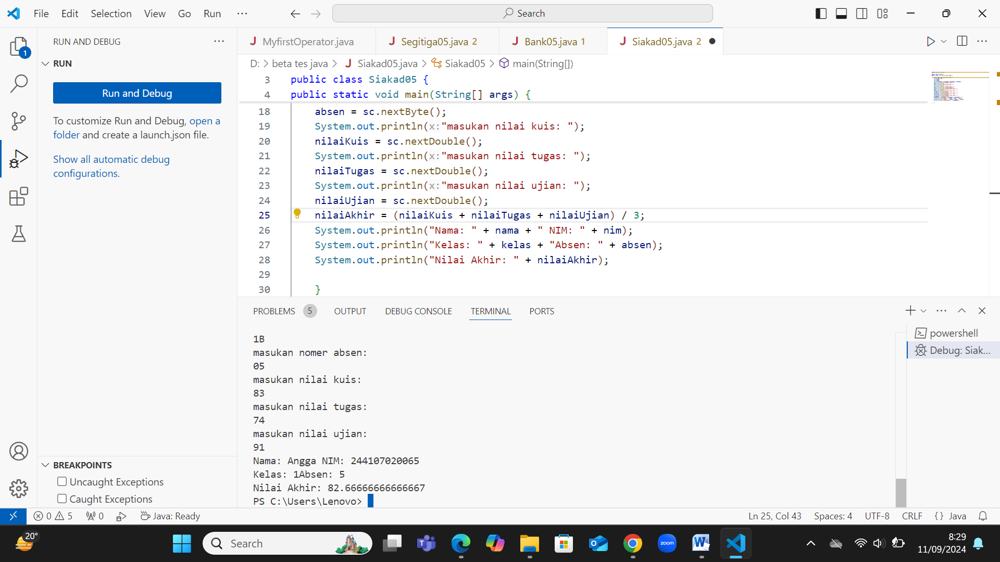 File Edit Selection View Go Run ··· Search
RUN AND DEBUG ···
RUN
Run and Debug
To customize Run and Debug, open a
folder and create a launch.json file.
Show all automatic debug
configurations.
BREAKPOINTS
Uncaught Exceptions
Caught Exceptions
1
J MyfirstOperator.java J Segitiga05.java 2 J Bank05.java 1 J Siakad05.java 2 ●
D: > beta tes java > J Siakad05.java > Siakad05 > main(String[])
3 public class Siakad05 {
4 public static void main(String[] args) {
18 absen = sc.nextByte();
19 System.out.println(x:"masukan nilai kuis: ");
20 nilaiKuis = sc.nextDouble();
21 System.out.println(x:"masukan nilai tugas: ");
22 nilaiTugas = sc.nextDouble();
23 System.out.println(x:"masukan nilai ujian: ");
24 nilaiUjian = sc.nextDouble();
25 nilaiAkhir = (nilaiKuis + nilaiTugas + nilaiUjian) / 3;
26 System.out.println("Nama: " + nama + " NIM: " + nim);
27 System.out.println("Kelas: " + kelas + "Absen: " + absen);
28 System.out.println("Nilai Akhir: " + nilaiAkhir);
29
30 }
PROBLEMS 5 OUTPUT DEBUG CONSOLE TERMINAL PORTS
1B
masukan nomer absen:
05
masukan nilai kuis:
83
masukan nilai tugas:
74
masukan nilai ujian:
91
Nama: Angga NIM: 244107020065
Kelas: 1Absen: 5
Nilai Akhir: 82.66666666666667
PS C:\Users\Lenovo>
powershell
Debug: Siak...
0 5 0 Java: Ready Ln 25, Col 43 Spaces: 4 UTF-8 CRLF {} Java
20° Search zoom 8:29
11/09/2024